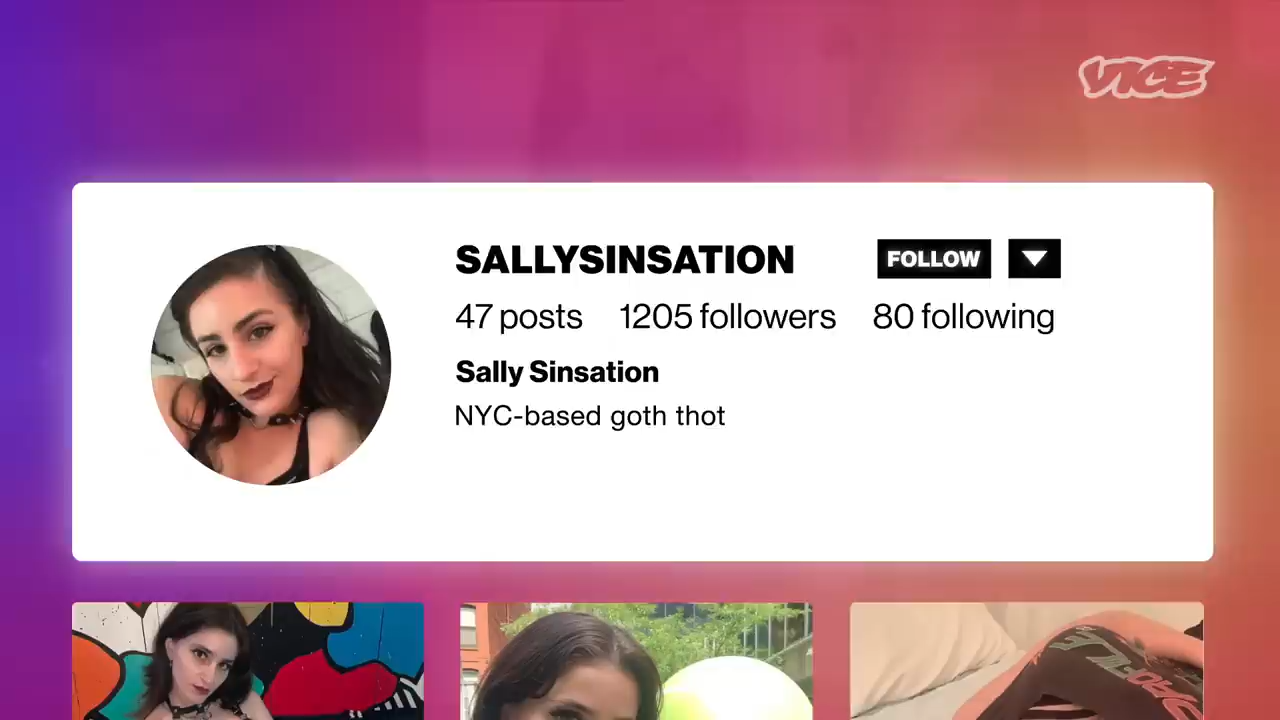 VICE
SALLYSINSATION
FOLLOW
47 posts 1205 followers 80 following
Sally Sinsation
NYC-based goth thot